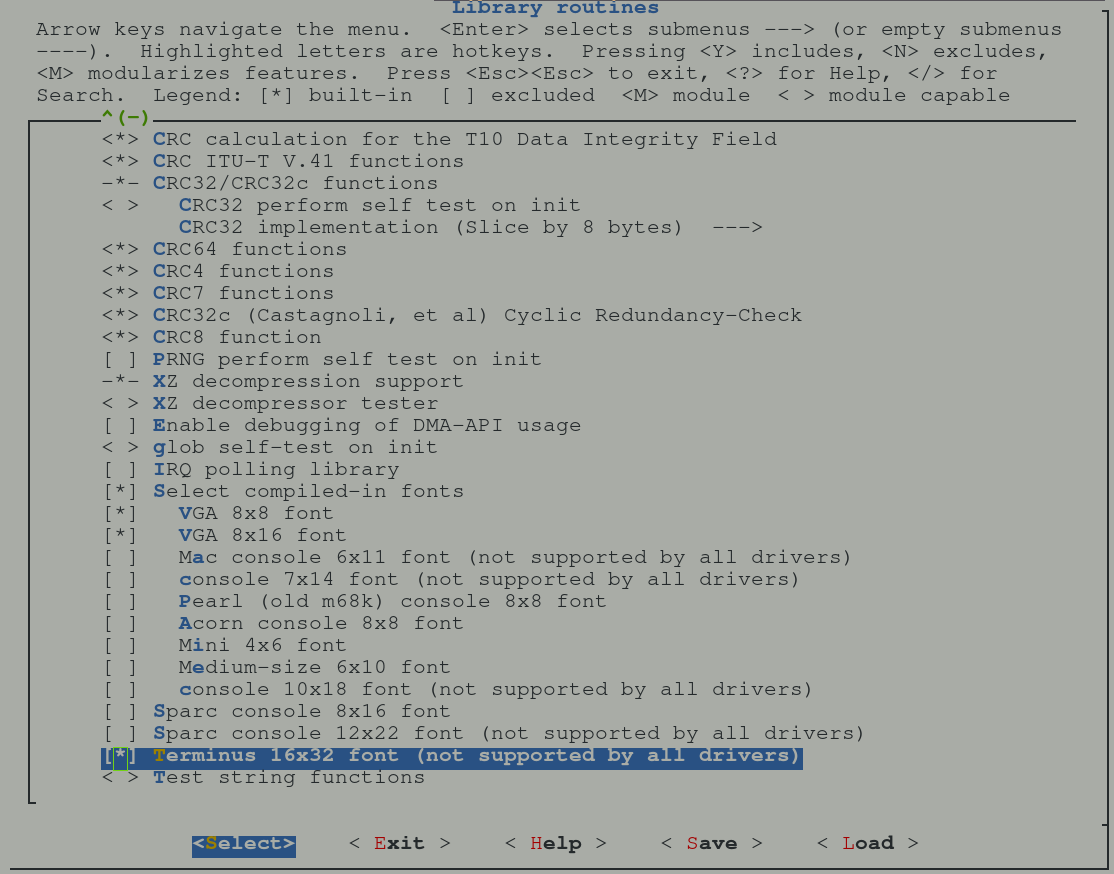 Library routines
Arrow keys navigate the menu.  <Enter> selects submenus ---> (or empty submenus
----).  Highlighted letters are hotkeys.  Pressing <Y> includes, <N> excludes,
<M> modularizes features.  Press <Esc><Esc> to exit, <?> for Help, </> for
Search.  Legend: [*] built-in  [ ] excluded  <M> module  < > module capable
^(-)
<*> CRC calculation for the T10 Data Integrity Field
<*> CRC ITU-T V.41 functions
-*- CRC32/CRC32c functions
< >   CRC32 perform self test on init
CRC32 implementation (Slice by 8 bytes)  --->
<*> CRC64 functions
<*> CRC4 functions
<*> CRC7 functions
<*> CRC32c (Castagnoli, et al) Cyclic Redundancy-Check
<*> CRC8 function
[ ] PRNG perform self test on init
-*- XZ decompression support
< > XZ decompressor tester
[ ] Enable debugging of DMA-API usage
< > glob self-test on init
[ ] IRQ polling library
[*] Select compiled-in fonts
[*]   VGA 8x8 font
[*]   VGA 8x16 font
[ ]   Mac console 6x11 font (not supported by all drivers)
[ ]   console 7x14 font (not supported by all drivers)
[ ]   Pearl (old m68k) console 8x8 font
[ ]   Acorn console 8x8 font
[ ]   Mini 4x6 font
[ ]   Medium-size 6x10 font
[ ]   console 10x18 font (not supported by all drivers)
[ ] Sparc console 8x16 font
[ ] Sparc console 12x22 font (not supported by all drivers)
[*] Terminus 16x32 font (not supported by all drivers)
< > Test string functions
<Select>    < Exit >    < Help >    < Save >    < Load >